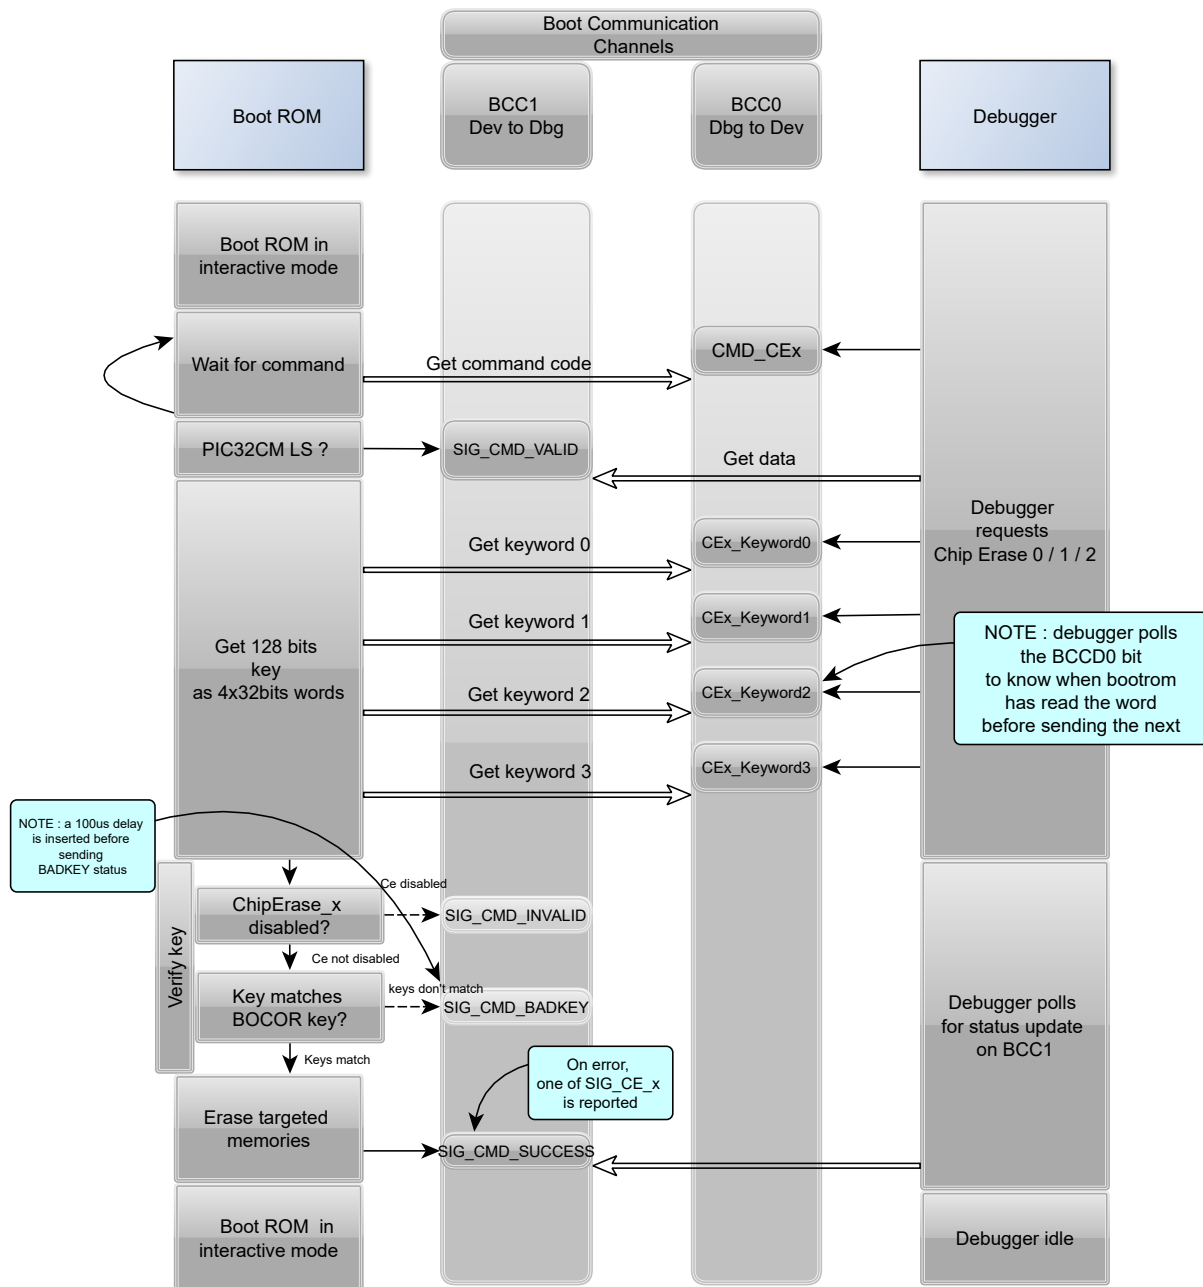 Boot Communication
Channels
Boot ROM
BCC1
Dev to Dbg
BCC0
Dbg to Dev
Debugger
Boot ROM in
interactive mode
Wait for command
Get command code
CMD_CEx
PIC32CM LS ?
SIG_CMD_VALID
Get data
Debugger
requests
Chip Erase 0 / 1 / 2
Get 128 bits
key
as 4x32bits words
Get keyword 0
CEx_Keyword0
Get keyword 1
CEx_Keyword1
Get keyword 2
CEx_Keyword2
Get keyword 3
CEx_Keyword3
NOTE : debugger polls
the BCCD0 bit
to know when bootrom
has read the word
before sending the next
NOTE : a 100us delay
is inserted before
sending
BADKEY status
Verify key
ChipErase_x
disabled?
Ce disabled
SIG_CMD_INVALID
Ce not disabled
Key matches
BOCOR key?
keys don't match
SIG_CMD_BADKEY
Debugger polls
for status update
on BCC1
Keys match
On error,
one of SIG_CE_x
is reported
Erase targeted
memories
SIG_CMD_SUCCESS
Boot ROM in
interactive mode
Debugger idle